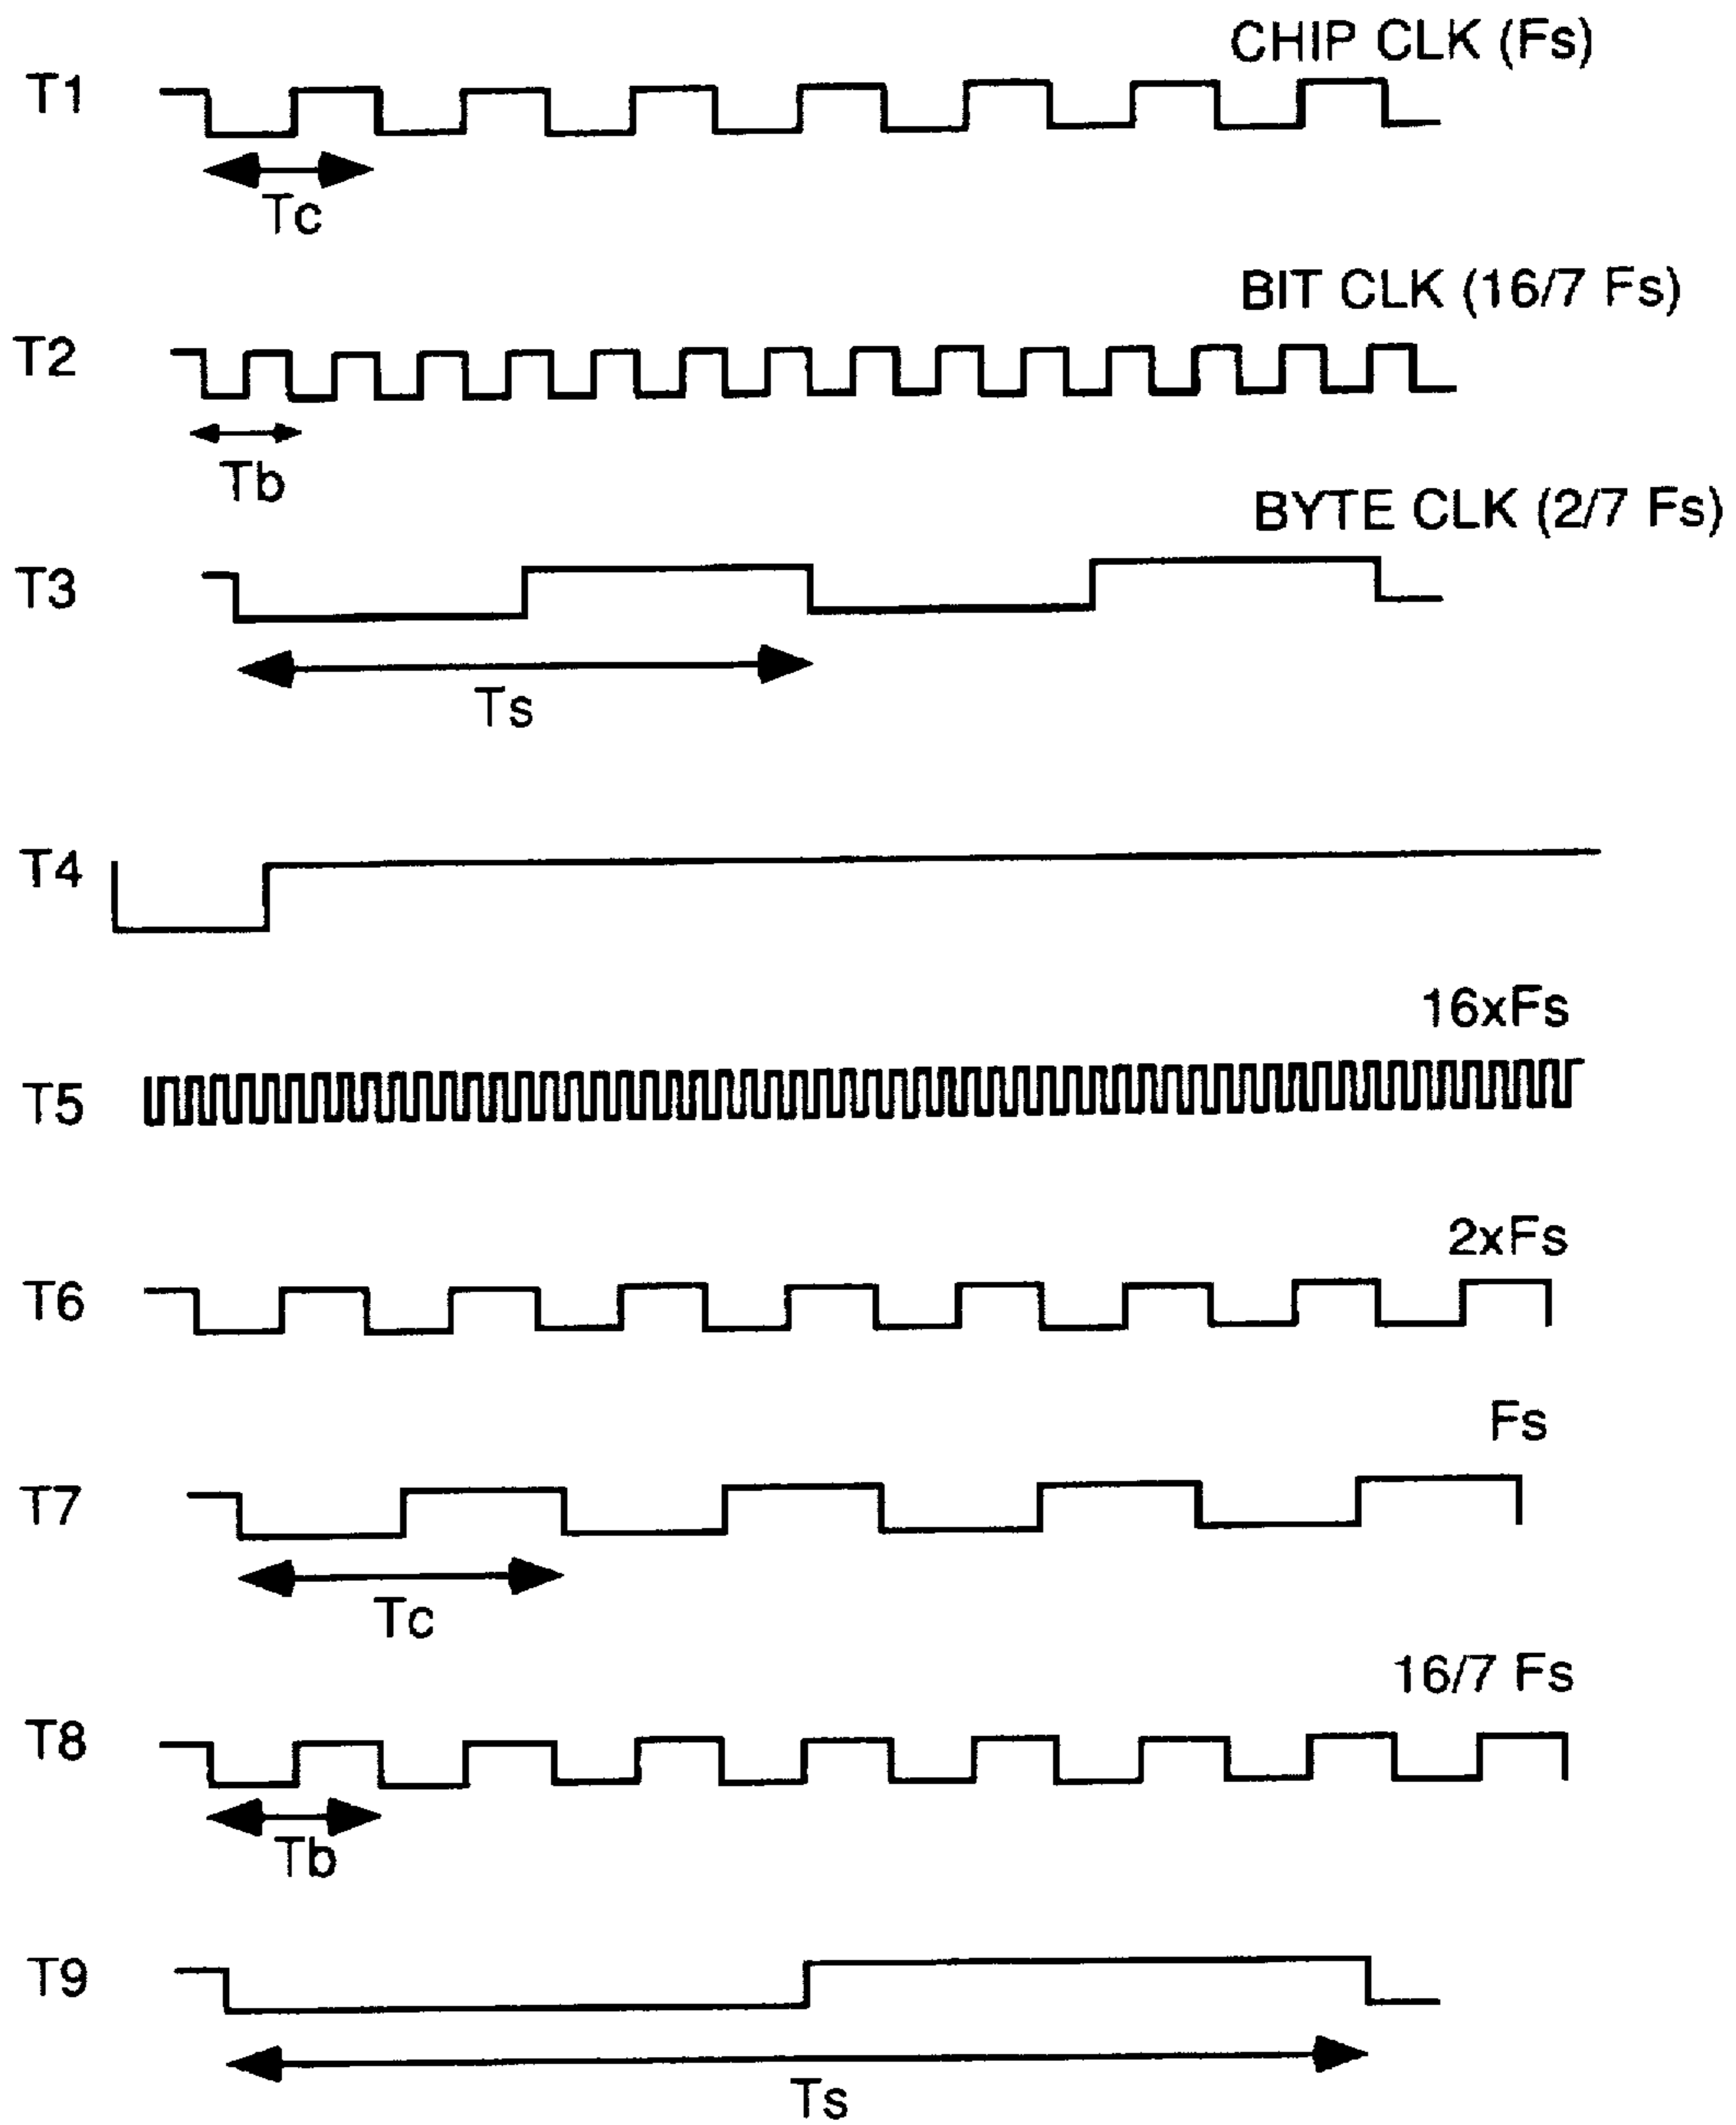 CHIP CLK (Fs)
T1
Tc
BIT CLK (16/7 Fs)
T2
Tb
BYTE CLK (2/7 Fs)
T3
Ts
T4
16xFs
T5
2xFs
T6
Fs
T7
Tc
16/7 Fs
T8
Tb
T9
Ts